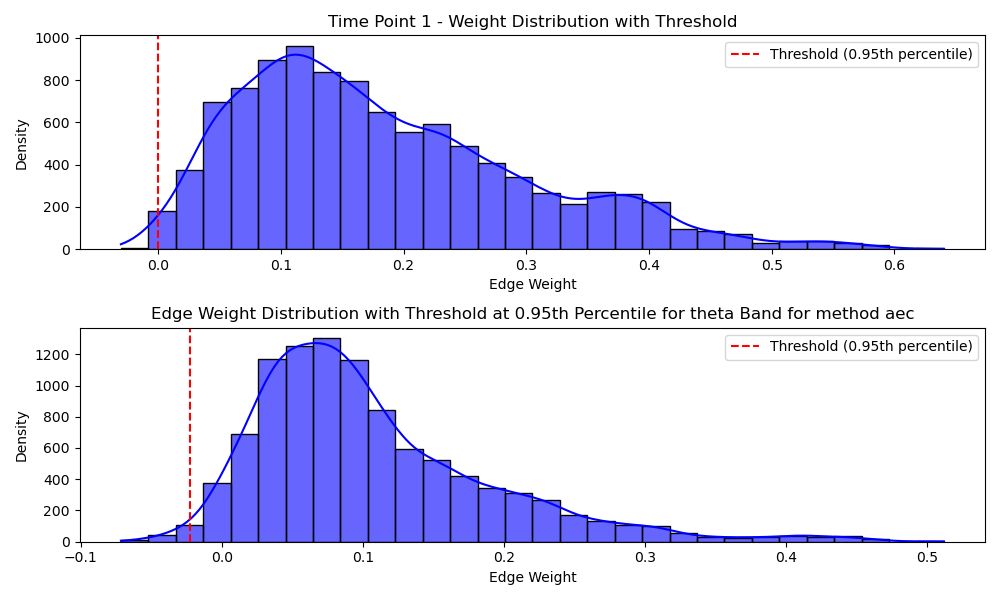 Time Point 1 - Weight Distribution with Threshold
1000
800
600
400
200
0
Density
Threshold (0.95th percentile)
0.0 0.1 0.2 0.3 0.4 0.5 0.6
Edge Weight
Edge Weight Distribution with Threshold at 0.95th Percentile for theta Band for method aec
1200
1000
800
600
400
200
0
Density
Threshold (0.95th percentile)
−0.1 0.0 0.1 0.2 0.3 0.4 0.5
Edge Weight